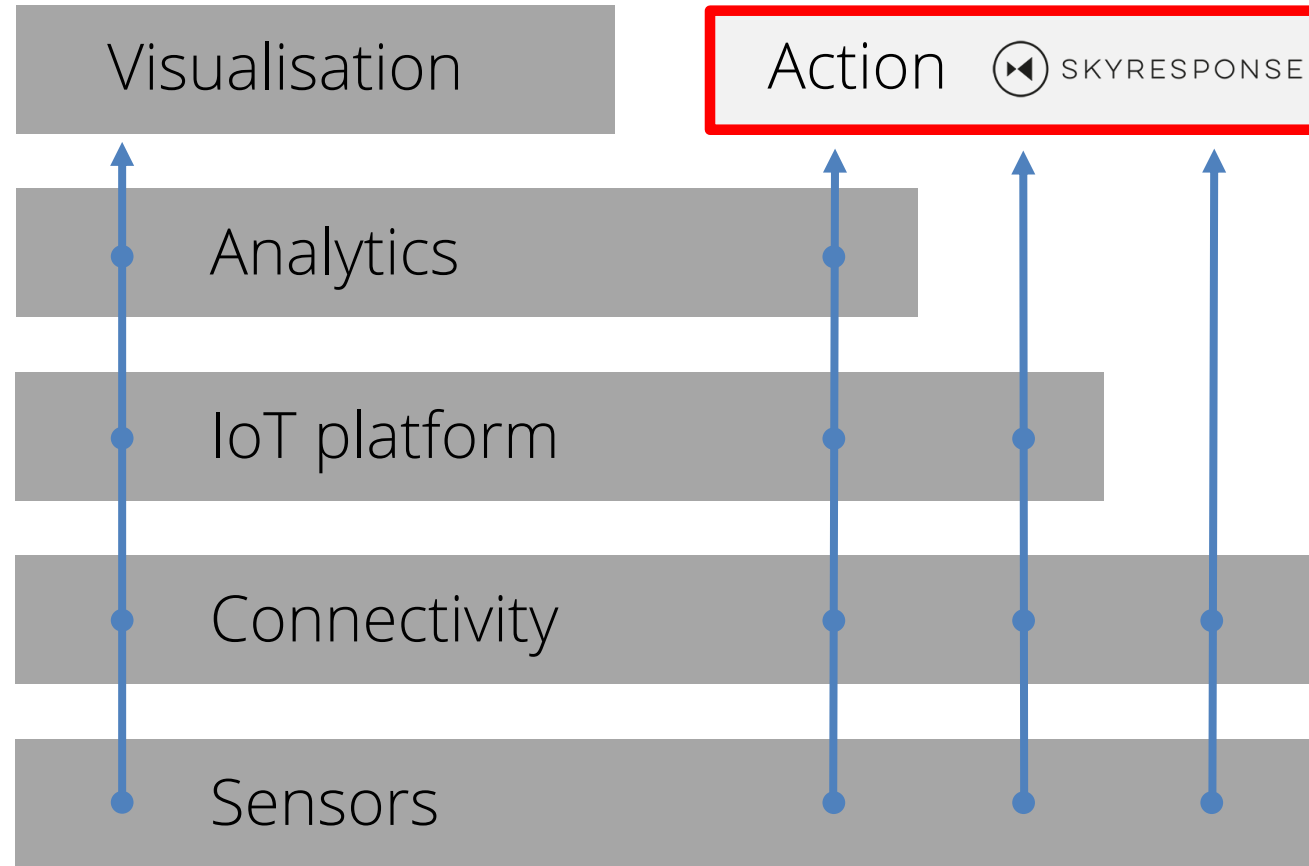 Visualisation
Action SKYRESPONSE
Analytics
IoT platform
Connectivity
Sensors